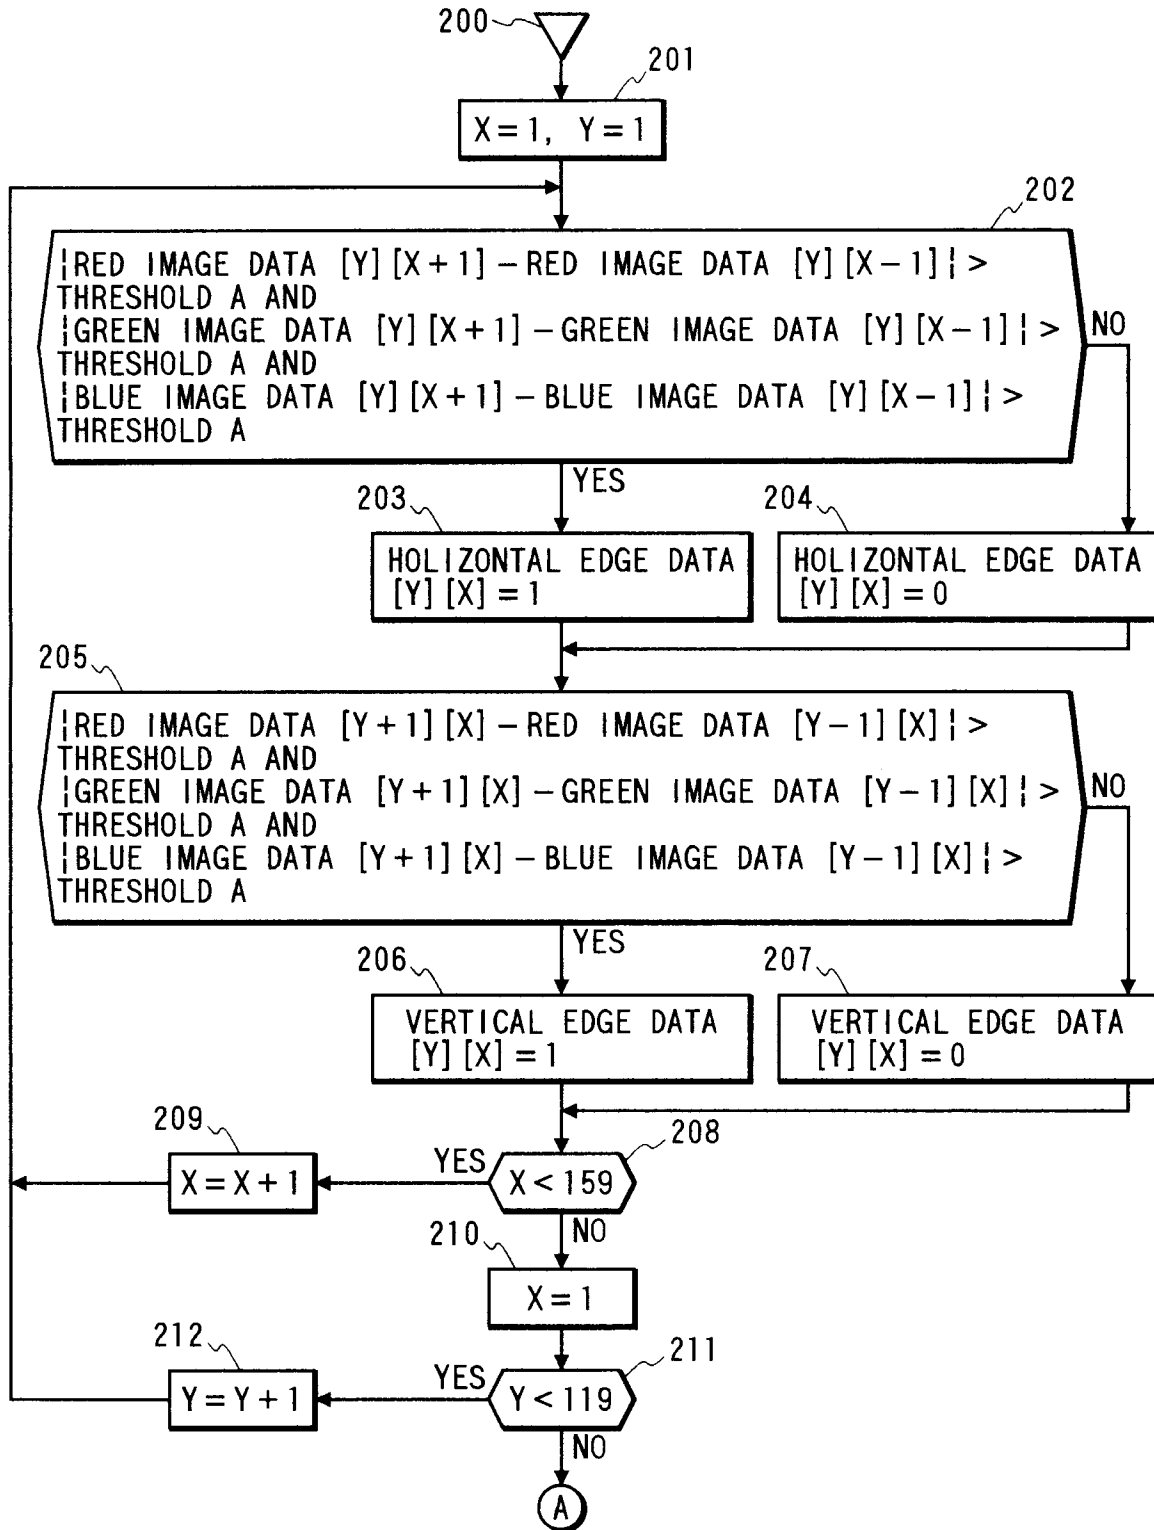 200
201
X=1, Y=1
202
|RED IMAGE DATA [Y][X+1]-RED IMAGE DATA [Y][X-1]|>
THRESHOLD A AND
|GREEN IMAGE DATA [Y][X+1]-GREEN IMAGE DATA [Y][X-1]|>
THRESHOLD A AND
|BLUE IMAGE DATA [Y][X+1]-BLUE IMAGE DATA [Y][X-1]|>
THRESHOLD A
NO
YES
203
HOLIZONTAL EDGE DATA
[Y][X]=1
204
HOLIZONTAL EDGE DATA
[Y][X]=0
205
|RED IMAGE DATA [Y+1][X]-RED IMAGE DATA [Y-1][X]|>
THRESHOLD A AND
|GREEN IMAGE DATA [Y+1][X]-GREEN IMAGE DATA [Y-1][X]|>
THRESHOLD A AND
|BLUE IMAGE DATA [Y+1][X]-BLUE IMAGE DATA [Y-1][X]|>
THRESHOLD A
NO
YES
206
VERTICAL EDGE DATA
[Y][X]=1
207
VERTICAL EDGE DATA
[Y][X]=0
208
X<159
YES
209
X=X+1
NO
210
X=1
211
Y<119
YES
212
Y=Y+1
NO
A